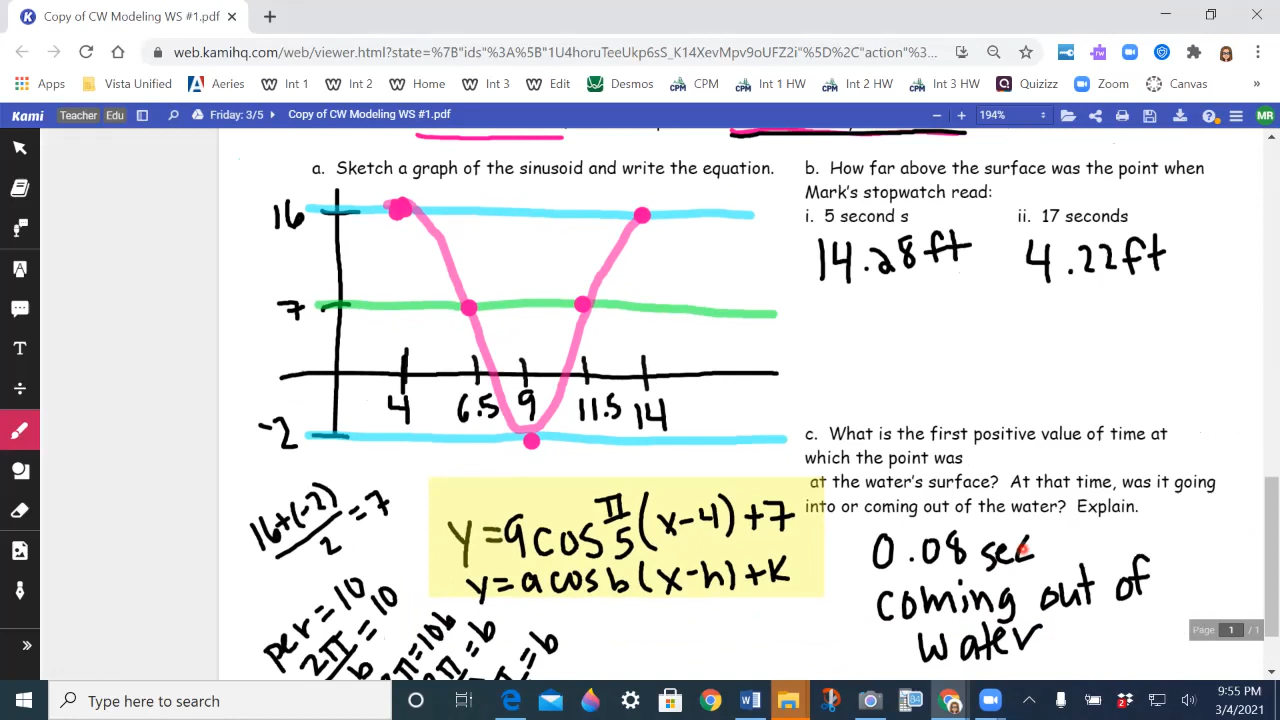 Copy of CW Modeling WS #1.pdf
web.kamihq.com/web/viewer.html?state=%7B"ids"%3A%5B"1U4horuTeeUkp6sS_K14XevMpv9oUFZ2i"%5D%2C"action"%3...
Apps Vista Unified Aeries Int 1 Int 2 Home Int 3 Edit Desmos CPM Int 1 HW Int 2 HW Int 3 HW Quizizz Zoom Canvas »
Kami Teacher Edu Friday: 3/5 Copy of CW Modeling WS #1.pdf 194% MR
a. Sketch a graph of the sinusoid and write the equation.
16
7
4 6.5 9 11.5 14
-2
16+(-2)/2 = 7
y=9cos π/5(x-4)+7
y=acosb(x-h)+k
per=10
2π/b=10
=10b
=b
=b
b. How far above the surface was the point when
Mark's stopwatch read:
i. 5 second s ii. 17 seconds
14.28ft 4.22ft
c. What is the first positive value of time at
which the point was
at the water's surface? At that time, was it going
into or coming out of the water? Explain.
0.08 sec
coming out of
water
Page 1 / 1
Type here to search
9:55 PM
3/4/2021